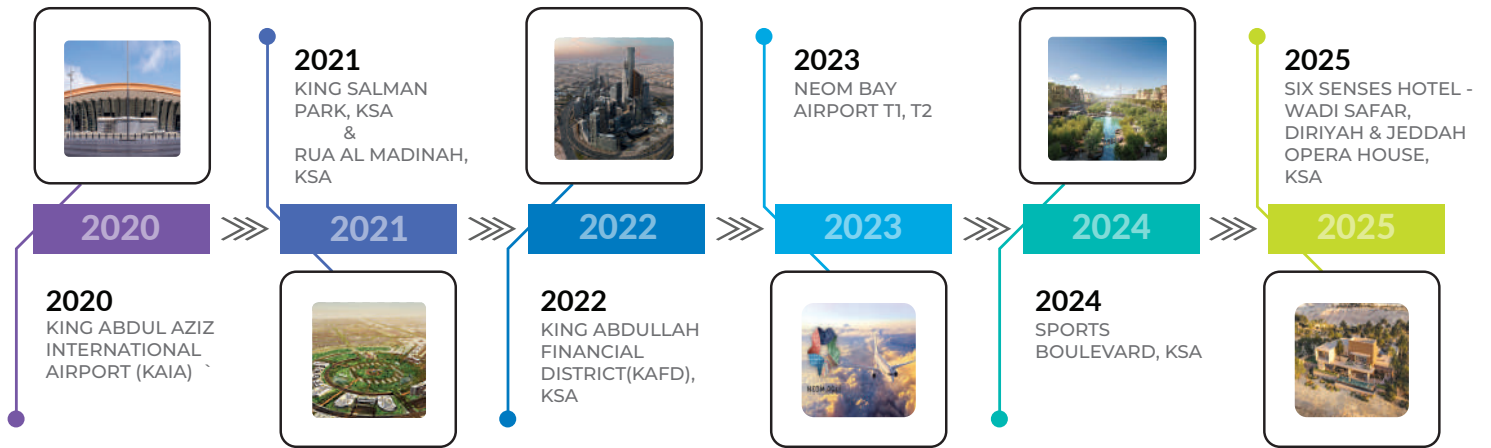 2021
KING SALMAN
PARK, KSA
&
RUA AL MADINAH,
KSA
2023
NEOM BAY
AIRPORT T1, T2
2025
SIX SENSES HOTEL -
WADI SAFAR,
DIRIYAH & JEDDAH
OPERA HOUSE,
KSA
2020
2021
2022
2023
2024
2025
2020
KING ABDUL AZIZ
INTERNATIONAL
AIRPORT (KAIA) `
2022
KING ABDULLAH
FINANCIAL
DISTRICT(KAFD),
KSA
2024
SPORTS
BOULEVARD, KSA